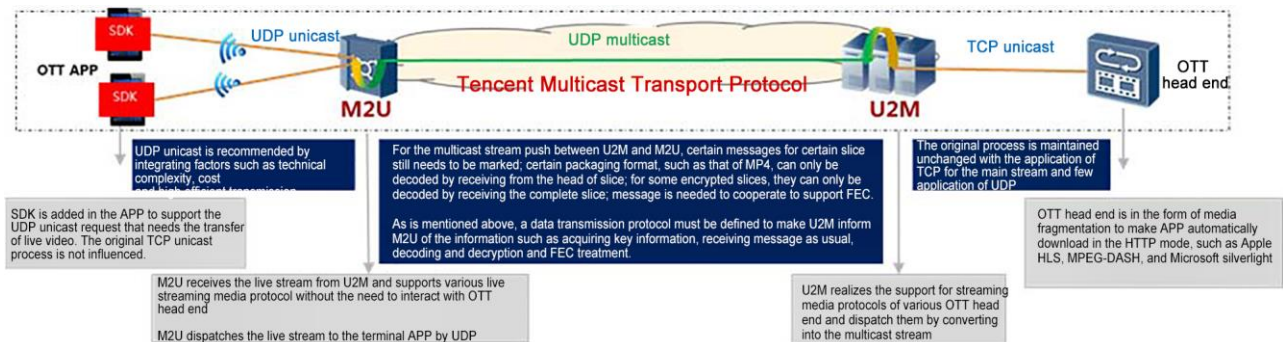 SDK
UDP unicast
UDP multicast
TCP unicast
OTT APP
SDK
Tencent Multicast Transport Protocol
M2U
U2M
OTT
head end
UDP unicast is recommended by
integrating factors such as technical
complexity, cost
and high efficient transmission
For the multicast stream push between U2M and M2U, certain messages for certain slice
still needs to be marked; certain packaging format, such as that of MP4, can only be
decoded by receiving from the head of slice; for some encrypted slices, they can only be
decoded by receiving the complete slice; message is needed to cooperate to support FEC.
As is mentioned above, a data transmission protocol must be defined to make U2M inform
M2U of the information such as acquiring key information, receiving message as usual,
decoding and decryption and FEC treatment.
The original process is maintained
unchanged with the application of
TCP for the main stream and few
application of UDP
SDK is added in the APP to support the
UDP unicast request that needs the transfer
of live video. The original TCP unicast
process is not influenced.
OTT head end is in the form of media
fragmentation to make APP automatically
download in the HTTP mode, such as Apple
HLS, MPEG-DASH, and Microsoft silverlight
M2U receives the live stream from U2M and supports various live
streaming media protocol without the need to interact with OTT
head end
M2U dispatches the live stream to the terminal APP by UDP
U2M realizes the support for streaming
media protocols of various OTT head
end and dispatch them by converting
into the multicast stream